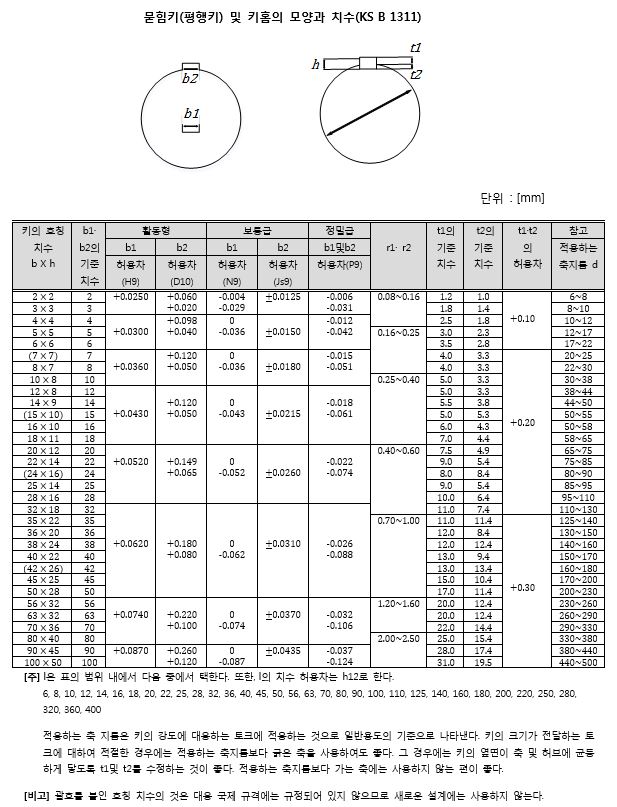 묻힘키(평행키) 및 키홈의 모양과 치수(KS B 1311)
b2
b1
h
t1
t2
단위 : [mm]
키의 호칭 치수 b X h | b1· b2의 기준 치수 | 활동형 | 보통급 | 정밀급 | r1· r2 | t1의 기준 치수 | t2의 기준 치수 | t1·t2 의 허용차 | 참고
b1 허용차 (H9) | b2 허용차 (D10) | b1 허용차 (N9) | b2 허용차 (Js9) | b1및b2 허용차(P9) | 적용하는 축지름 d
2 × 2 | 2 | +0.0250 | +0.060 | -0.004 | ±0.0125 | -0.006 | 0.08~0.16 | 1.2 | 1.0 | +0.10 | 6~8
3 × 3 | 3 | +0.020 | -0.029 | -0.031 | 1.8 | 1.4 | 8~10
4 × 4 | 4 | +0.0300 | +0.098 | 0 | ±0.0150 | -0.012 | 2.5 | 1.8 | 10~12
5 × 5 | 5 | +0.040 | -0.036 | -0.042 | 0.16~0.25 | 3.0 | 2.3 | 12~17
6 × 6 | 6 | 3.5 | 2.8 | 17~22
(7 × 7) | 7 | +0.0360 | +0.120 | 0 | ±0.0180 | -0.015 | 4.0 | 3.3 | +0.20 | 20~25
8 × 7 | 8 | +0.050 | -0.036 | -0.051 | 4.0 | 3.3 | 22~30
10 × 8 | 10 | 0.25~0.40 | 5.0 | 3.3 | 30~38
12 × 8 | 12 | +0.0430 | +0.120 | 0 | ±0.0215 | -0.018 | 5.0 | 3.3 | 38~44
14 × 9 | 14 | +0.050 | -0.043 | -0.061 | 5.5 | 3.8 | 44~50
(15 × 10) | 15 | 5.0 | 5.3 | 50~55
16 × 10 | 16 | 6.0 | 4.3 | 50~58
18 × 11 | 18 | 7.0 | 4.4 | 58~65
20 × 12 | 20 | +0.0520 | +0.149 | 0 | ±0.0260 | -0.022 | 0.40~0.60 | 7.5 | 4.9 | 65~75
22 × 14 | 22 | +0.065 | -0.052 | -0.074 | 9.0 | 5.4 | 75~85
(24 × 16) | 24 | 8.0 | 8.4 | 80~90
25 × 14 | 25 | 9.0 | 5.4 | 85~95
28 × 16 | 28 | 10.0 | 6.4 | 95~110
32 × 18 | 32 | +0.0620 | +0.180 | 0 | ±0.0310 | -0.026 | 11.0 | 7.4 | 110~130
35 × 22 | 35 | +0.080 | -0.062 | -0.088 | 0.70~1.00 | 11.0 | 11.4 | +0.30 | 125~140
36 × 20 | 36 | 12.0 | 8.4 | 130~150
38 × 24 | 38 | 12.0 | 12.4 | 140~160
40 × 22 | 40 | 13.0 | 9.4 | 150~170
(42 × 26) | 42 | 13.0 | 13.4 | 160~180
45 × 25 | 45 | 15.0 | 10.4 | 170~200
50 × 28 | 50 | 17.0 | 11.4 | 200~230
56 × 32 | 56 | +0.0740 | +0.220 | 0 | ±0.0370 | -0.032 | 1.20~1.60 | 20.0 | 12.4 | 230~260
63 × 32 | 63 | +0.100 | -0.074 | -0.106 | 20.0 | 12.4 | 260~290
70 × 36 | 70 | 22.0 | 14.4 | 290~330
80 × 40 | 80 | 2.00~2.50 | 25.0 | 15.4 | 330~380
90 × 45 | 90 | +0.0870 | +0.260 | 0 | ±0.0435 | -0.037 | 28.0 | 17.4 | 380~440
100 × 50 | 100 | +0.120 | -0.087 | -0.124 | 31.0 | 19.5 | 440~500
[주] l은 표의 범위 내에서 다음 중에서 택한다. 또한, l의 치수 허용차는 h12로 한다.
6, 8, 10, 12, 14, 16, 18, 20, 22, 25, 28, 32, 36, 40, 45, 50, 56, 63, 70, 80, 90, 100, 110, 125, 140, 160, 180, 200, 220, 250, 280,
320, 360, 400
적용하는 축 지름은 키의 강도에 대응하는 토크에 적용하는 것으로 일반용도의 기준으로 나타낸다. 키의 크기가 전달하는 토
크에 대하여 적절한 경우에는 적용하는 축지름보다 굵은 축을 사용하여도 좋다. 그 경우에는 키의 옆면이 축 및 허브에 균등
하게 닿도록 t1및 t2를 수정하는 것이 좋다. 적용하는 축지름보다 가는 축에는 사용하지 않는 편이 좋다.
[비고] 괄호를 붙인 호칭 치수의 것은 대응 국제 규격에는 규정되어 있지 않으므로 새로운 설계에는 사용하지 않는다.